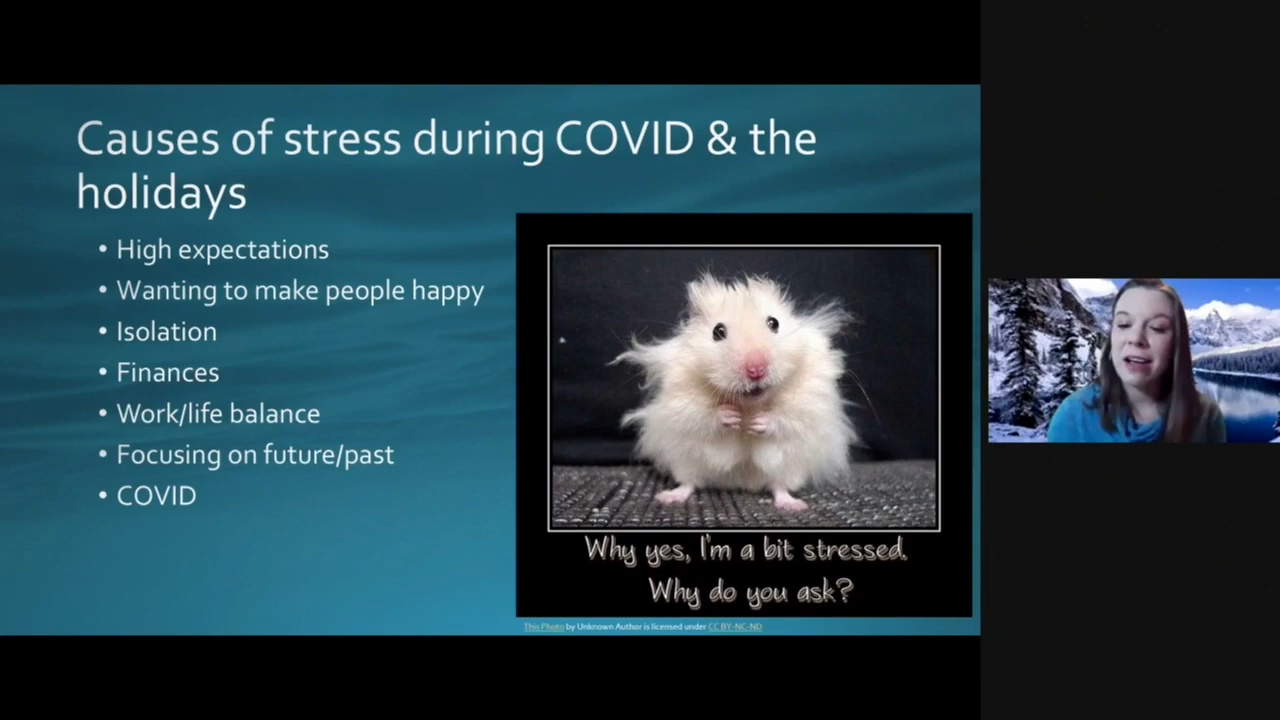 Causes of stress during COVID & the
holidays
• High expectations
• Wanting to make people happy
• Isolation
• Finances
• Work/life balance
• Focusing on future/past
• COVID
Why yes, I'm a bit stressed.
Why do you ask?
This Photo by Unknown Author is licensed under CC BY-NC-ND